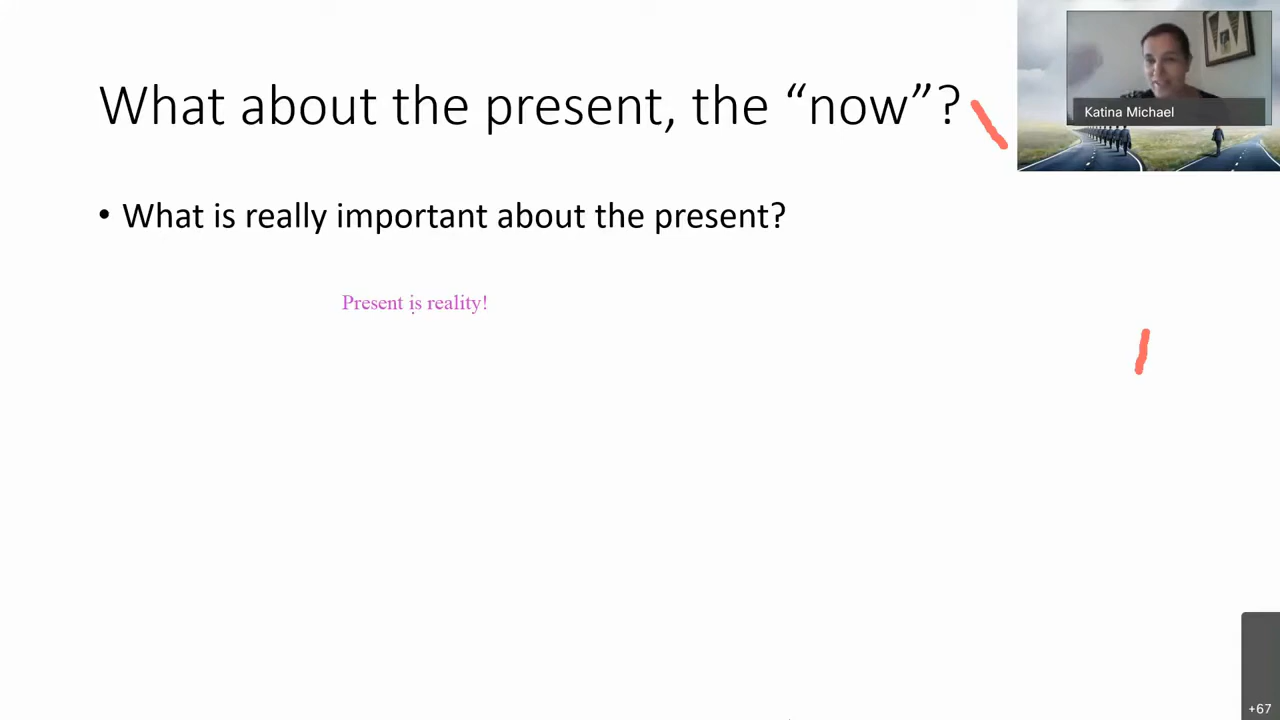 What about the present, the “now”?
Katina Michael
• What is really important about the present?
Present is reality!
+67